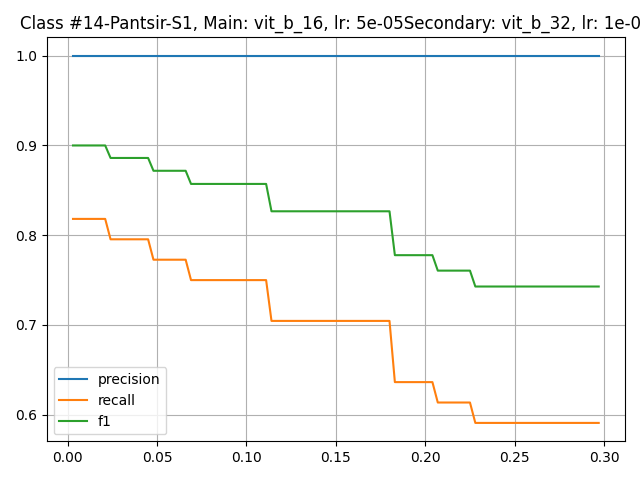 Class #14-Pantsir-S1, Main: vit_b_16, lr: 5e-05Secondary: vit_b_32, lr: 1e-0
1.0
0.9
0.8
0.7
0.6
precision
recall
f1
0.00 0.05 0.10 0.15 0.20 0.25 0.30